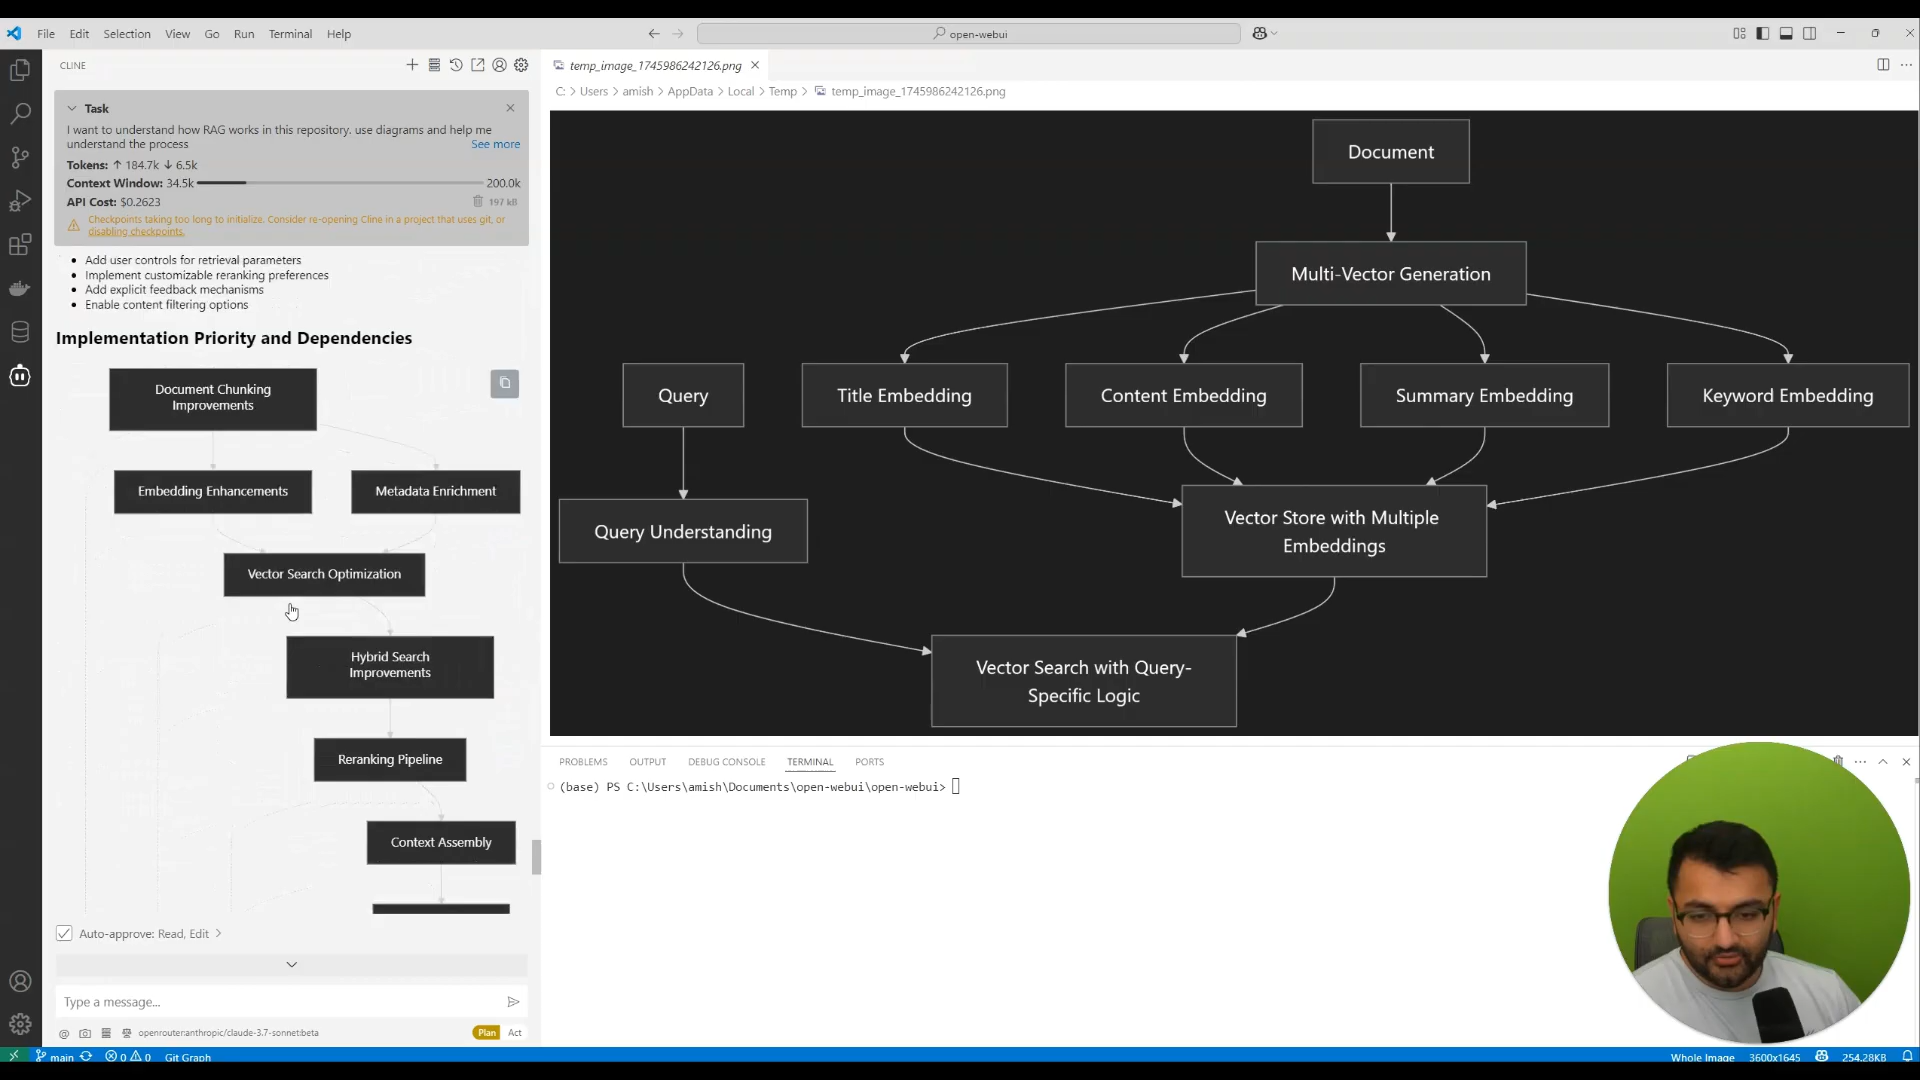 File Edit Selection View Go Run Terminal Help
open-webui
CLINE
Task
I want to understand how RAG works in this repository. use diagrams and help me
understand the process
See more
Tokens: ↑ 184.7k ↓ 6.5k
Context Window: 34.5k 200.0k
API Cost: $0.2623
197 kB
Checkpoints taking too long to initialize. Consider re-opening Cline in a project that uses git, or
disabling checkpoints.
• Add user controls for retrieval parameters
• Implement customizable reranking preferences
• Add explicit feedback mechanisms
• Enable content filtering options
Implementation Priority and Dependencies
Document Chunking
Improvements
Embedding Enhancements
Metadata Enrichment
Vector Search Optimization
Hybrid Search
Improvements
Reranking Pipeline
Context Assembly
Auto-approve: Read, Edit >
Type a message...
@ openrouter:anthropic/claude-3.7-sonnet:beta
Plan Act
temp_image_1745986242126.png
C: > Users > amish > AppData > Local > Temp > temp_image_1745986242126.png
Document
Multi-Vector Generation
Query
Title Embedding
Content Embedding
Summary Embedding
Keyword Embedding
Query Understanding
Vector Store with Multiple
Embeddings
Vector Search with Query-
Specific Logic
PROBLEMS OUTPUT DEBUG CONSOLE TERMINAL PORTS
(base) PS C:\Users\amish\Documents\open-webui\open-webui>
main 0 0 Git Graph
Whole Image 3600x1645 254.28KB